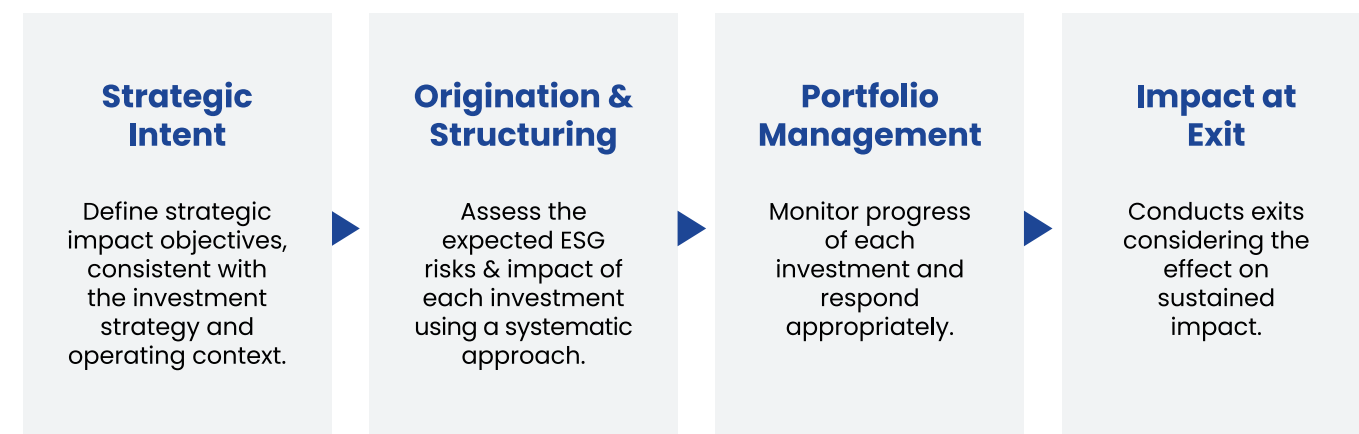 Strategic
Intent
Define strategic
impact objectives,
consistent with
the investment
strategy and
operating context.
Origination &
Structuring
Assess the
expected ESG
risks & impact of
each investment
using a systematic
approach.
Portfolio
Management
Monitor progress
of each
investment and
respond
appropriately.
Impact at
Exit
Conducts exits
considering the
effect on
sustained
impact.